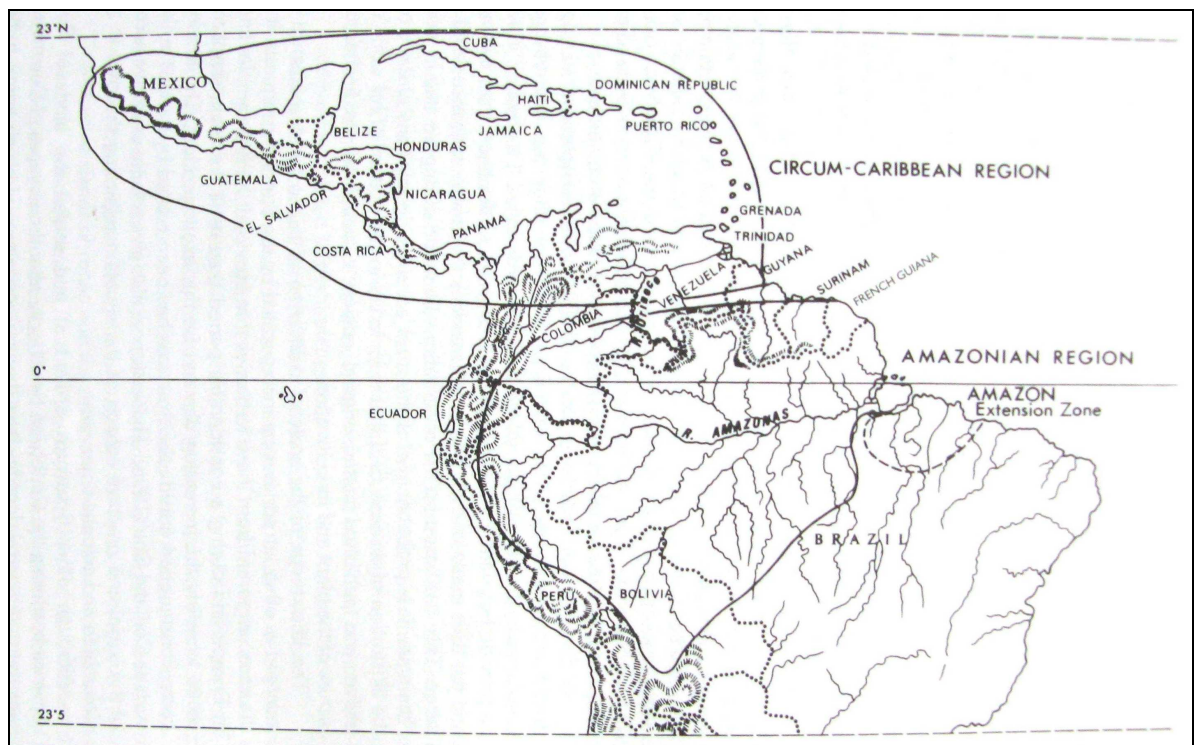 23°N
CUBA
MEXICO
DOMINICAN REPUBLIC
HAITI
BELIZE
JAMAICA
PUERTO RICO
HONDURAS
CIRCUM-CARIBBEAN REGION
GUATEMALA
NICARAGUA
EL SALVADOR
GRENADA
PANAMA
TRINIDAD
COSTA RICA
GUYANA
VENEZUELA
SURINAM
FRENCH GUIANA
R. ORINOCO
COLOMBIA
AMAZONIAN REGION
0°
AMAZON
Extension Zone
ECUADOR
R. AMAZONAS
BRAZIL
PERU
BOLIVIA
23°5